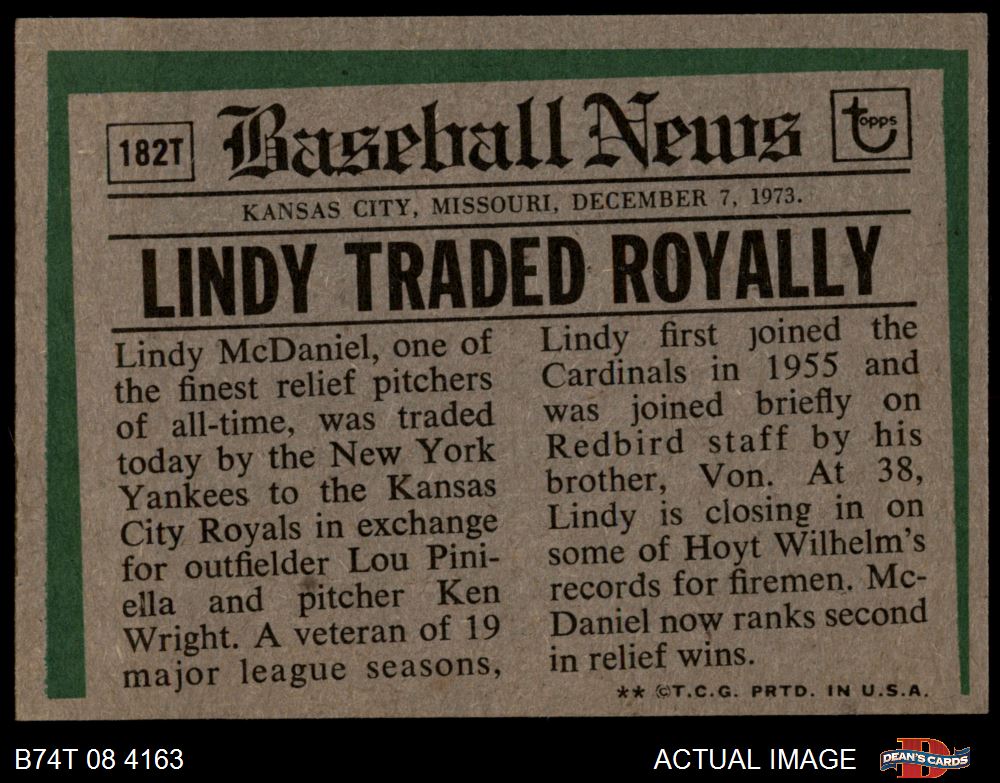 182T
Baseball News
topps
KANSAS CITY, MISSOURI, DECEMBER 7, 1973.
LINDY TRADED ROYALLY
Lindy McDaniel, one of
the finest relief pitchers
of all-time, was traded
today by the New York
Yankees to the Kansas
City Royals in exchange
for outfielder Lou Pini-
ella and pitcher Ken
Wright. A veteran of 19
major league seasons,
Lindy first joined the
Cardinals in 1955 and
was joined briefly on
Redbird staff by his
brother, Von. At 38,
Lindy is closing in on
some of Hoyt Wilhelm's
records for firemen. Mc-
Daniel now ranks second
in relief wins.
** ©T.C.G. PRTD. IN U.S.A.
B74T 08 4163
ACTUAL IMAGE
D
DEAN'S CARDS